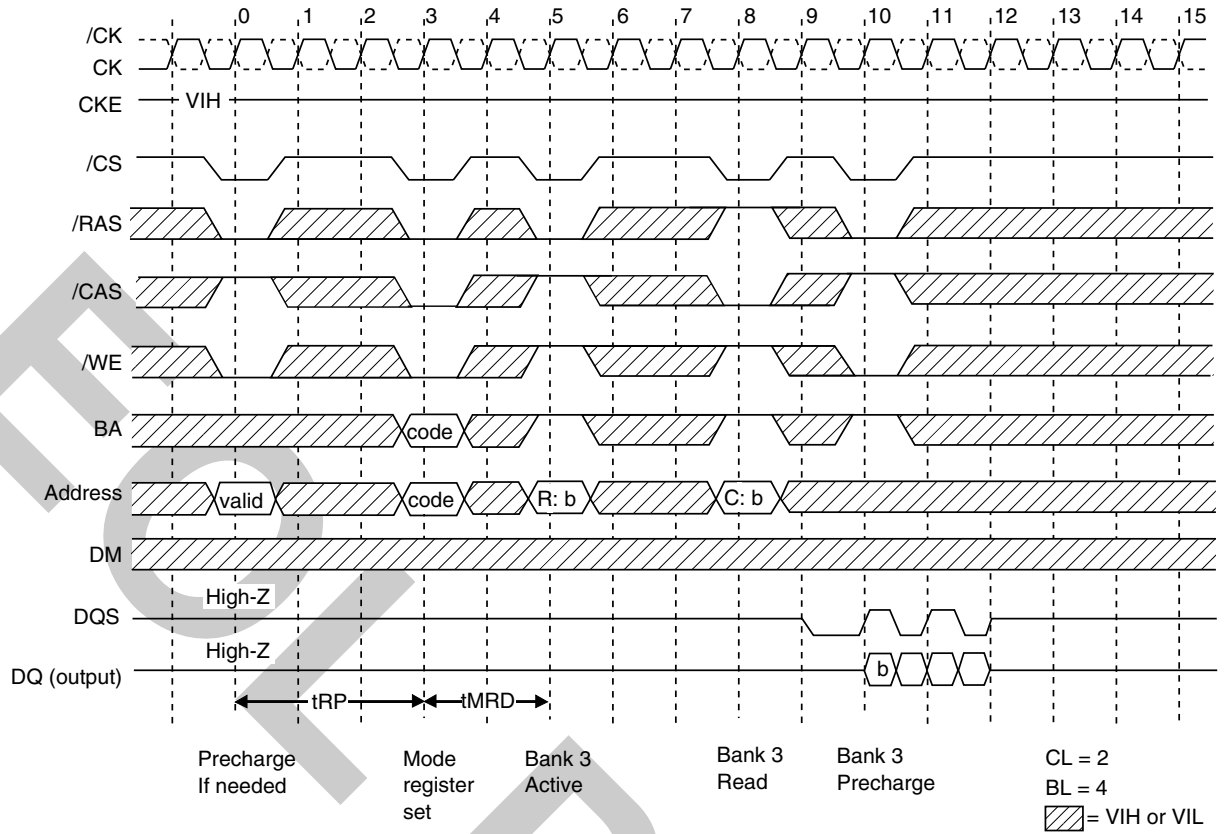 0 1 2 3 4 5 6 7 8 9 10 11 12 13 14 15
/CK
CK
CKE VIH
/CS
/RAS
/CAS
/WE
BA code
Address valid code R: b C: b
DM
High-Z
DQS
High-Z
DQ (output) b
tRP tMRD
Precharge If needed
Mode register set
Bank 3 Active
Bank 3 Read
Bank 3 Precharge
CL = 2
BL = 4
= VIH or VIL